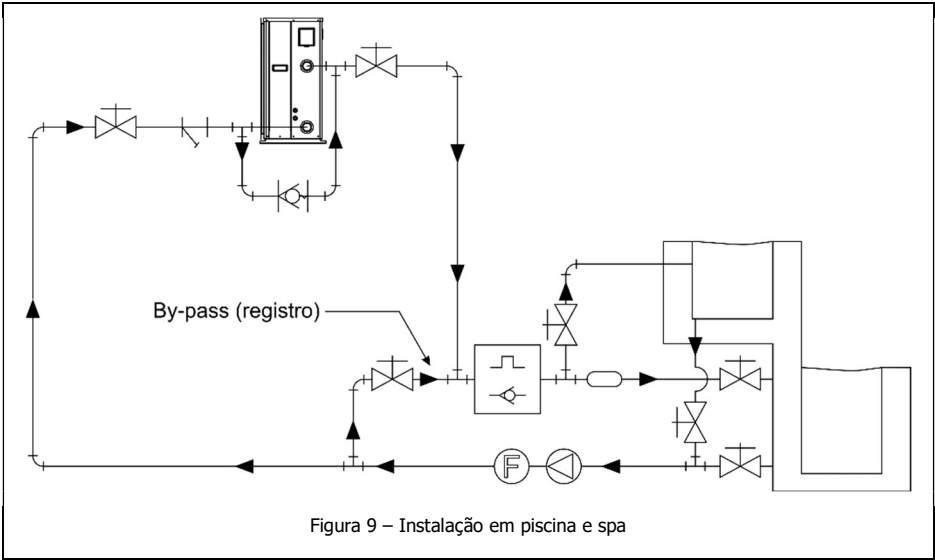 By-pass (registro)
F
Figura 9 – Instalação em piscina e spa